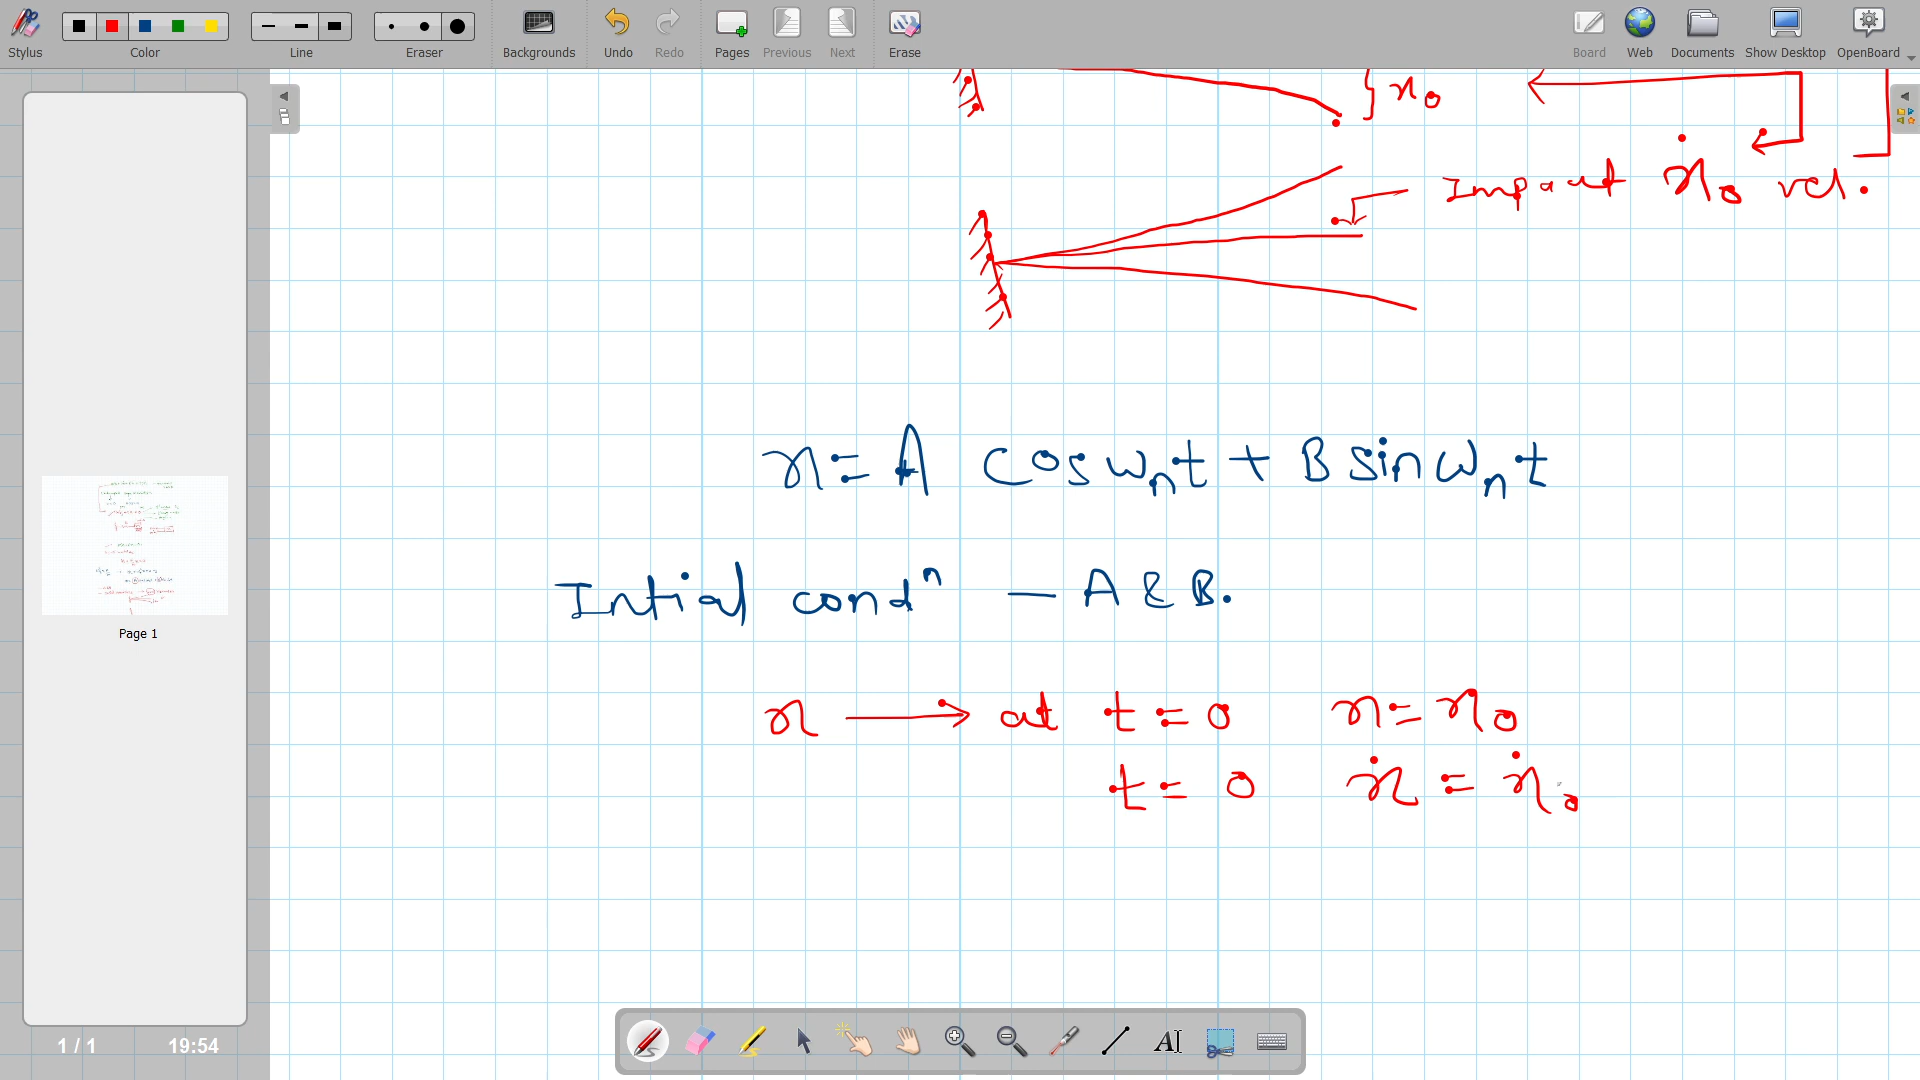 Stylus Color Line Eraser Backgrounds Undo Redo Pages Previous Next Erase Board Web Documents Show Desktop OpenBoard
} x₀
Impact ẋ₀ vel.
x = A cos ωₙt + B sin ωₙt
Intial condⁿ — A & B.
x → at t = 0 x = x₀
t = 0 ẋ = ẋ₀
Page 1
1 / 1 19:54